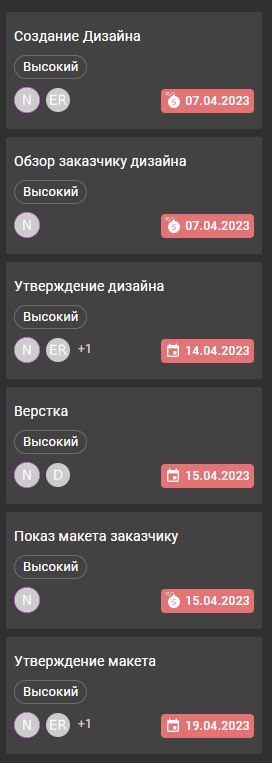 Создание Дизайна
Высокий
N ER 07.04.2023
Обзор заказчику дизайна
Высокий
N 07.04.2023
Утверждение дизайна
Высокий
N ER +1 14.04.2023
Верстка
Высокий
N D 15.04.2023
Показ макета заказчику
Высокий
N 15.04.2023
Утверждение макета
Высокий
N ER +1 19.04.2023